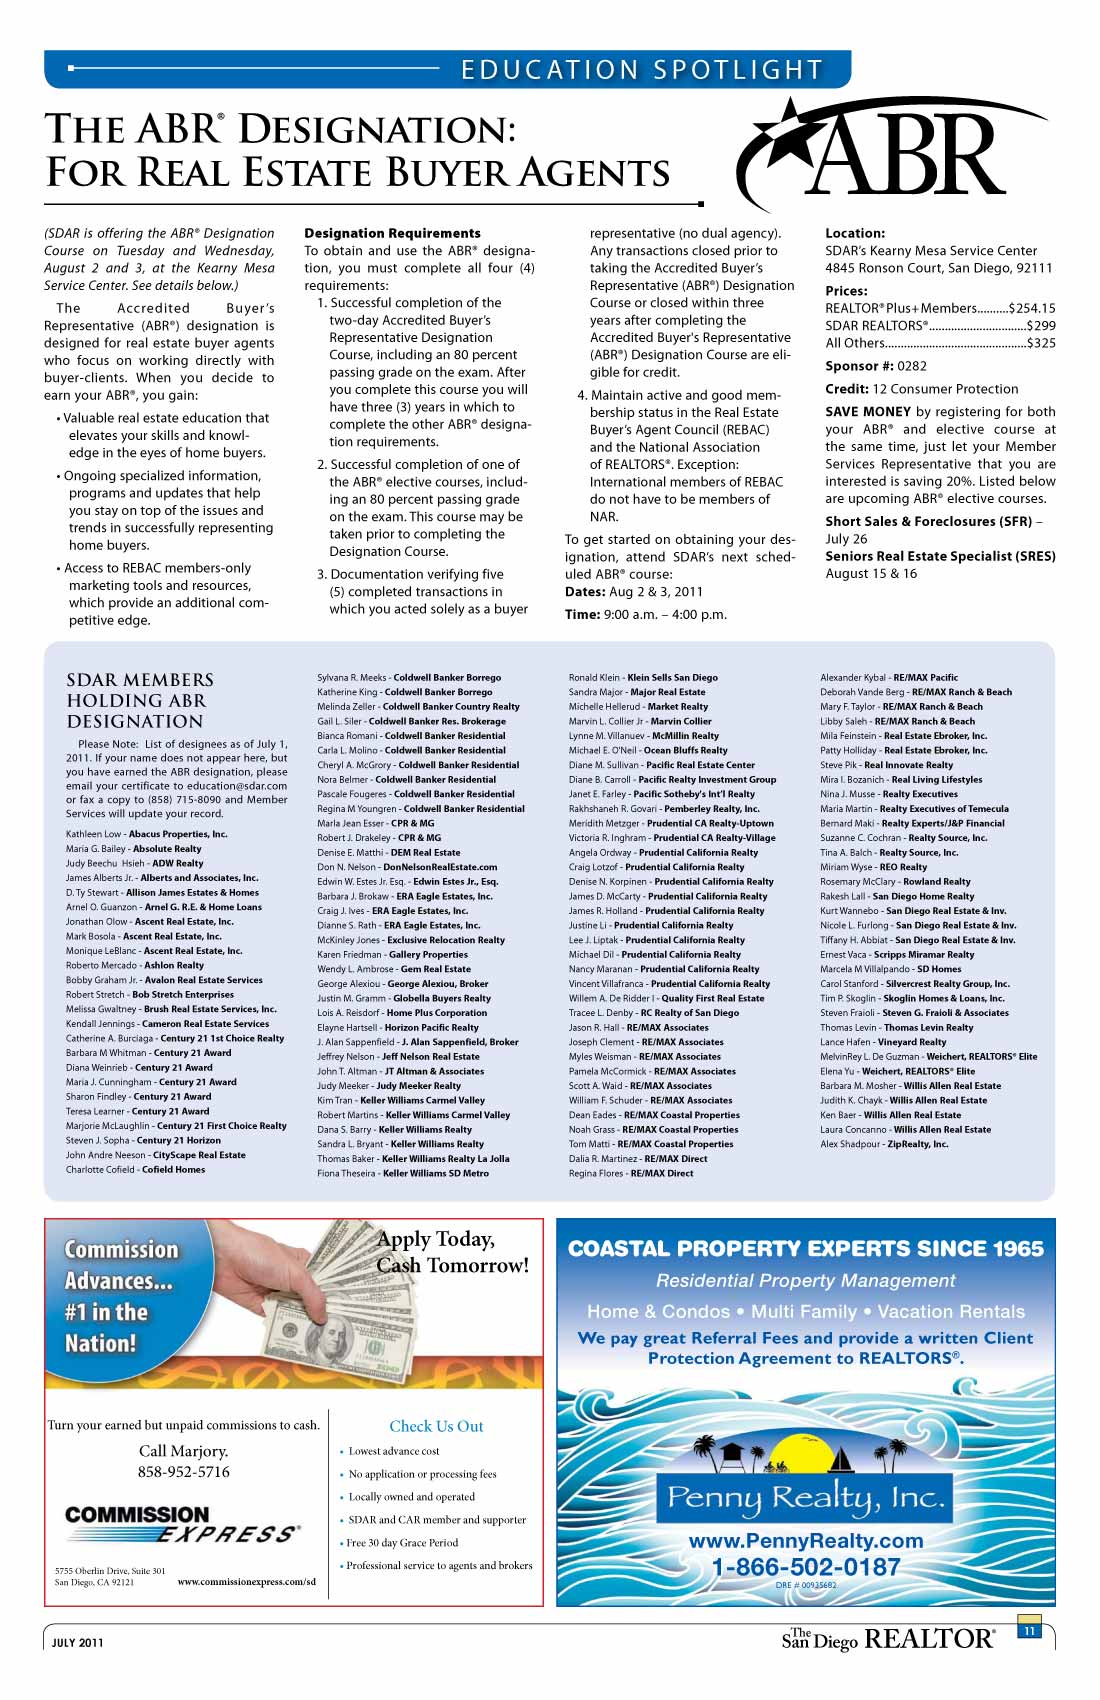 EDUCATION SPOTLIGHT
The ABR® Designation:
For Real Estate Buyer Agents
ABR
(SDAR is offering the ABR® Designation
Course on Tuesday and Wednesday,
August 2 and 3, at the Kearny Mesa
Service Center. See details below.)
The Accredited Buyer's
Representative (ABR®) designation is
designed for real estate buyer agents
who focus on working directly with
buyer-clients. When you decide to
earn your ABR®, you gain:
• Valuable real estate education that
elevates your skills and knowl-
edge in the eyes of home buyers.
• Ongoing specialized information,
programs and updates that help
you stay on top of the issues and
trends in successfully representing
home buyers.
• Access to REBAC members-only
marketing tools and resources,
which provide an additional com-
petitive edge.
Designation Requirements
To obtain and use the ABR® designa-
tion, you must complete all four (4)
requirements:
1. Successful completion of the
two-day Accredited Buyer's
Representative Designation
Course, including an 80 percent
passing grade on the exam. After
you complete this course you will
have three (3) years in which to
complete the other ABR® designa-
tion requirements.
2. Successful completion of one of
the ABR® elective courses, includ-
ing an 80 percent passing grade
on the exam. This course may be
taken prior to completing the
Designation Course.
3. Documentation verifying five
(5) completed transactions in
which you acted solely as a buyer
representative (no dual agency).
Any transactions closed prior to
taking the Accredited Buyer's
Representative (ABR®) Designation
Course or closed within three
years after completing the
Accredited Buyer's Representative
(ABR®) Designation Course are eli-
gible for credit.
4. Maintain active and good mem-
bership status in the Real Estate
Buyer's Agent Council (REBAC)
and the National Association
of REALTORS®. Exception:
International members of REBAC
do not have to be members of
NAR.
To get started on obtaining your des-
ignation, attend SDAR's next sched-
uled ABR® course:
Dates: Aug 2 & 3, 2011
Time: 9:00 a.m. – 4:00 p.m.
Location:
SDAR's Kearny Mesa Service Center
4845 Ronson Court, San Diego, 92111
Prices:
REALTOR® Plus+ Members..........$254.15
SDAR REALTORS®...............................$299
All Others.............................................$325
Sponsor #: 0282
Credit: 12 Consumer Protection
SAVE MONEY by registering for both
your ABR® and elective course at
the same time, just let your Member
Services Representative that you are
interested is saving 20%. Listed below
are upcoming ABR® elective courses.
Short Sales & Foreclosures (SFR) –
July 26
Seniors Real Estate Specialist (SRES)
August 15 & 16
SDAR MEMBERS
HOLDING ABR
DESIGNATION
Please Note: List of designees as of July 1,
2011. If your name does not appear here, but
you have earned the ABR designation, please
email your certificate to education@sdar.com
or fax a copy to (858) 715-8090 and Member
Services will update your record.
Kathleen Low - Abacus Properties, Inc.
Maria G. Bailey - Absolute Realty
Judy Beechu Hsieh - ADW Realty
James Alberts Jr. - Alberts and Associates, Inc.
D. Ty Stewart - Allison James Estates & Homes
Arnel O. Guanzon - Arnel G. R.E. & Home Loans
Jonathan Olow - Ascent Real Estate, Inc.
Mark Bosola - Ascent Real Estate, Inc.
Monique LeBlanc - Ascent Real Estate, Inc.
Roberto Mercado - Ashlon Realty
Bobby Graham Jr. - Avalon Real Estate Services
Robert Stretch - Bob Stretch Enterprises
Melissa Gwaltney - Brush Real Estate Services, Inc.
Kendall Jennings - Cameron Real Estate Services
Catherine A. Burciaga - Century 21 1st Choice Realty
Barbara M Whitman - Century 21 Award
Diana Weinrieb - Century 21 Award
Maria J. Cunningham - Century 21 Award
Sharon Findley - Century 21 Award
Teresa Learner - Century 21 Award
Marjorie McLaughlin - Century 21 First Choice Realty
Steven J. Sopha - Century 21 Horizon
John Andre Neeson - CityScape Real Estate
Charlotte Cofield - Cofield Homes
Sylvana R. Meeks - Coldwell Banker Borrego
Katherine King - Coldwell Banker Borrego
Melinda Zeller - Coldwell Banker Country Realty
Gail L. Siler - Coldwell Banker Res. Brokerage
Bianca Romani - Coldwell Banker Residential
Carla L. Molino - Coldwell Banker Residential
Cheryl A. McGrory - Coldwell Banker Residential
Nora Belmer - Coldwell Banker Residential
Pascale Fougeres - Coldwell Banker Residential
Regina M Youngren - Coldwell Banker Residential
Marla Jean Esser - CPR & MG
Robert J. Drakeley - CPR & MG
Denise E. Matthi - DEM Real Estate
Don N. Nelson - DonNelsonRealEstate.com
Edwin W. Estes Jr. Esq. - Edwin Estes Jr., Esq.
Barbara J. Brokaw - ERA Eagle Estates, Inc.
Craig J. Ives - ERA Eagle Estates, Inc.
Dianne S. Rath - ERA Eagle Estates, Inc.
McKinley Jones - Exclusive Relocation Realty
Karen Friedman - Gallery Properties
Wendy L. Ambrose - Gem Real Estate
George Alexiou - George Alexiou, Broker
Justin M. Gramm - Globella Buyers Realty
Lois A. Reisdorf - Home Plus Corporation
Elayne Hartsell - Horizon Pacific Realty
J. Alan Sappenfield - J. Alan Sappenfield, Broker
Jeffrey Nelson - Jeff Nelson Real Estate
John T. Altman - JT Altman & Associates
Judy Meeker - Judy Meeker Realty
Kim Tran - Keller Williams Carmel Valley
Robert Martins - Keller Williams Carmel Valley
Dana S. Barry - Keller Williams Realty
Sandra L. Bryant - Keller Williams Realty
Thomas Baker - Keller Williams Realty La Jolla
Fiona Theseira - Keller Williams SD Metro
Ronald Klein - Klein Sells San Diego
Sandra Major - Major Real Estate
Michelle Hellerud - Market Realty
Marvin L. Collier Jr - Marvin Collier
Lynne M. Villanuev - McMillin Realty
Michael E. O'Neil - Ocean Bluffs Realty
Diane M. Sullivan - Pacific Real Estate Center
Diane B. Carroll - Pacific Realty Investment Group
Janet E. Farley - Pacific Sotheby's Int'l Realty
Rakhshaneh R. Govari - Pemberley Realty, Inc.
Meridith Metzger - Prudential CA Realty-Uptown
Victoria R. Inghram - Prudential CA Realty-Village
Angela Ordway - Prudential California Realty
Craig Lotzof - Prudential California Realty
Denise N. Korpinen - Prudential California Realty
James D. McCarty - Prudential California Realty
James R. Holland - Prudential California Realty
Justine Li - Prudential California Realty
Lee J. Liptak - Prudential California Realty
Michael Dil - Prudential California Realty
Nancy Maranan - Prudential California Realty
Vincent Villafranca - Prudential California Realty
Willem A. De Ridder I - Quality First Real Estate
Tracee L. Denby - RC Realty of San Diego
Jason R. Hall - RE/MAX Associates
Joseph Clement - RE/MAX Associates
Myles Weisman - RE/MAX Associates
Pamela McCormick - RE/MAX Associates
Scott A. Waid - RE/MAX Associates
William F. Schuder - RE/MAX Associates
Dean Eades - RE/MAX Coastal Properties
Noah Grass - RE/MAX Coastal Properties
Tom Matti - RE/MAX Coastal Properties
Dalia R. Martinez - RE/MAX Direct
Regina Flores - RE/MAX Direct
Alexander Kybal - RE/MAX Pacific
Deborah Vande Berg - RE/MAX Ranch & Beach
Mary F. Taylor - RE/MAX Ranch & Beach
Libby Saleh - RE/MAX Ranch & Beach
Mila Feinstein - Real Estate Ebroker, Inc.
Patty Holliday - Real Estate Ebroker, Inc.
Steve Pik - Real Innovate Realty
Mira I. Bozanich - Real Living Lifestyles
Nina J. Musse - Realty Executives
Maria Martin - Realty Executives of Temecula
Bernard Maki - Realty Experts/J&P Financial
Suzanne C. Cochran - Realty Source, Inc.
Tina A. Balch - Realty Source, Inc.
Miriam Wyse - REO Realty
Rosemary McClary - Rowland Realty
Rakesh Lall - San Diego Home Realty
Kurt Wannebo - San Diego Real Estate & Inv.
Nicole L. Furlong - San Diego Real Estate & Inv.
Tiffany H. Abbiat - San Diego Real Estate & Inv.
Ernest Vaca - Scripps Miramar Realty
Marcela M Villalpando - SD Homes
Carol Stanford - Silvercrest Realty Group, Inc.
Tim P. Skoglin - Skoglin Homes & Loans, Inc.
Steven Fraioli - Steven G. Fraioli & Associates
Thomas Levin - Thomas Levin Realty
Lance Hafen - Vineyard Realty
MelvinRey L. De Guzman - Weichert, REALTORS® Elite
Elena Yu - Weichert, REALTORS® Elite
Barbara M. Mosher - Willis Allen Real Estate
Judith K. Chayk - Willis Allen Real Estate
Ken Baer - Willis Allen Real Estate
Laura Concanno - Willis Allen Real Estate
Alex Shadpour - ZipRealty, Inc.
Commission
Advances...
#1 in the
Nation!
Apply Today,
Cash Tomorrow!
Turn your earned but unpaid commissions to cash.
Call Marjory.
858-952-5716
COMMISSION
EXPRESS®
5755 Oberlin Drive, Suite 301
San Diego, CA 92121 www.commissionexpress.com/sd
Check Us Out
• Lowest advance cost
• No application or processing fees
• Locally owned and operated
• SDAR and CAR member and supporter
• Free 30 day Grace Period
• Professional service to agents and brokers
COASTAL PROPERTY EXPERTS SINCE 1965
Residential Property Management
Home & Condos • Multi Family • Vacation Rentals
We pay great Referral Fees and provide a written Client
Protection Agreement to REALTORS®.
Penny Realty, Inc.
www.PennyRealty.com
1-866-502-0187
DRE # 00935682
JULY 2011
The San Diego REALTOR®
11